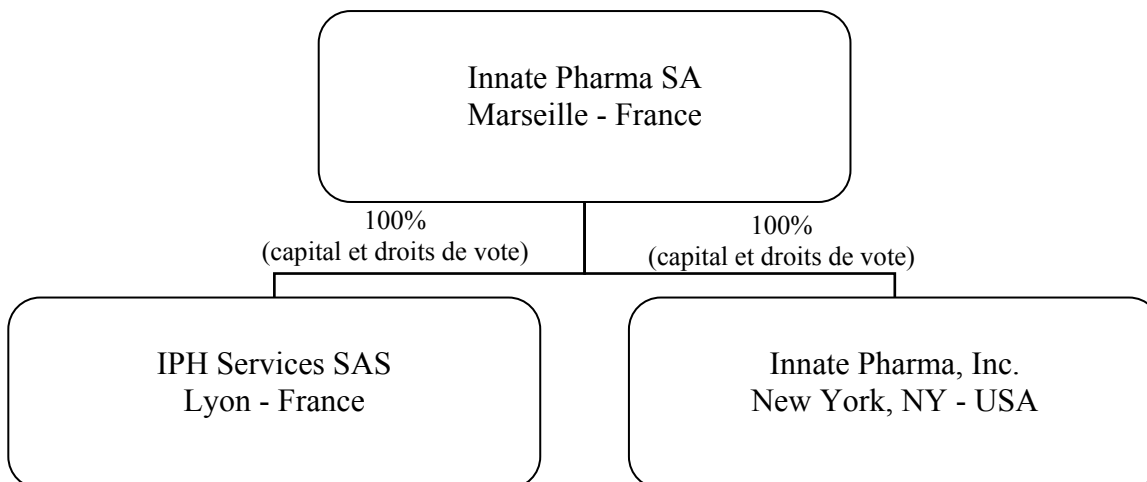 Innate Pharma SA
Marseille - France
100%
(capital et droits de vote)
100%
(capital et droits de vote)
IPH Services SAS
Lyon - France
Innate Pharma, Inc.
New York, NY - USA